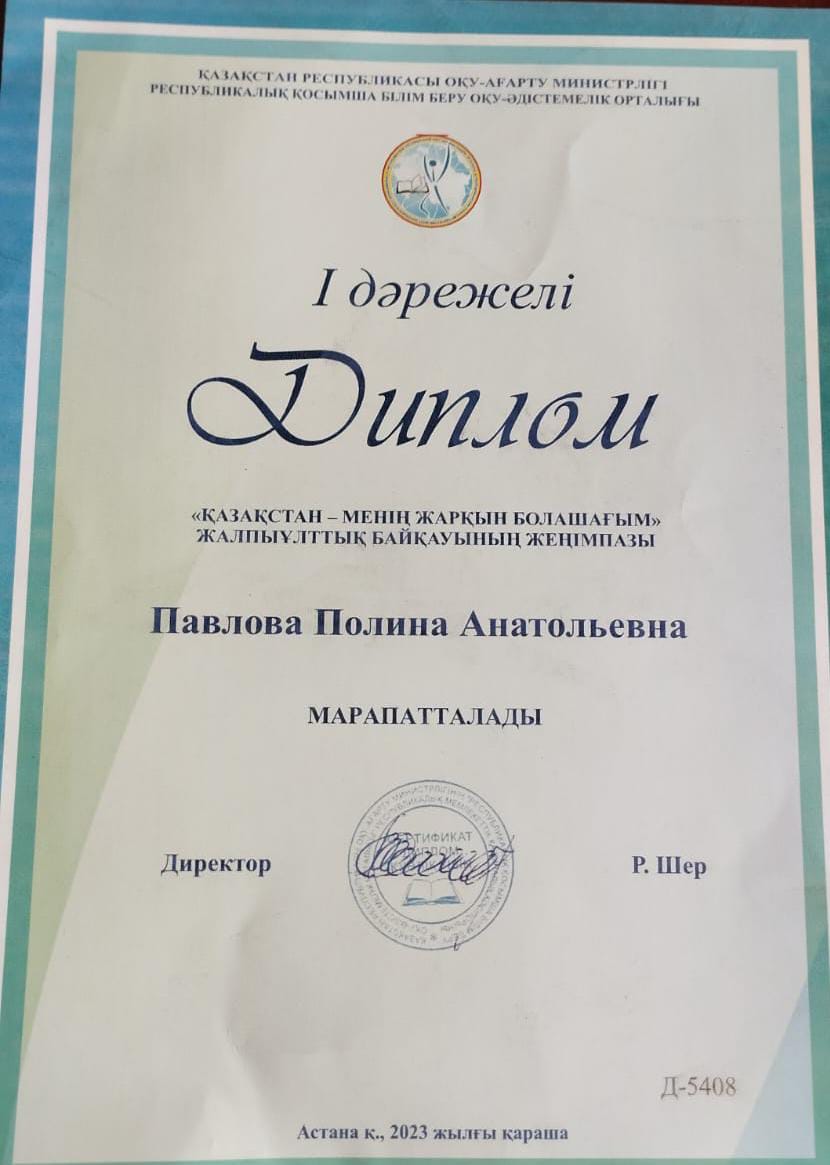 ҚАЗАҚСТАН РЕСПУБЛИКАСЫ ОҚУ-АҒАРТУ МИНИСТРЛІГІ
РЕСПУБЛИКАЛЫҚ ҚОСЫМША БІЛІМ БЕРУ ОҚУ-ӘДІСТЕМЕЛІК ОРТАЛЫҒЫ
І дәрежелі
Диплом
«ҚАЗАҚСТАН – МЕНІҢ ЖАРҚЫН БОЛАШАҒЫМ»
ЖАЛПЫҰЛТТЫҚ БАЙҚАУЫНЫҢ ЖЕҢІМПАЗЫ
Павлова Полина Анатольевна
МАРАПАТТАЛАДЫ
Директор
Р. Шер
Д-5408
Астана қ., 2023 жылғы қараша